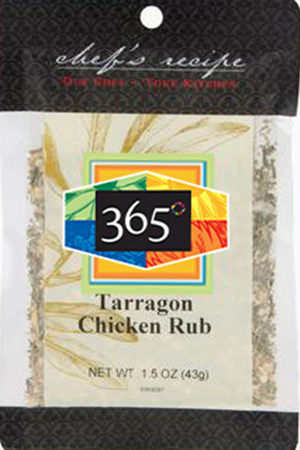 chef's recipe
Our Chef ~ Your Kitchen
365°
Tarragon
Chicken Rub
NET WT 1.5 OZ (43g)